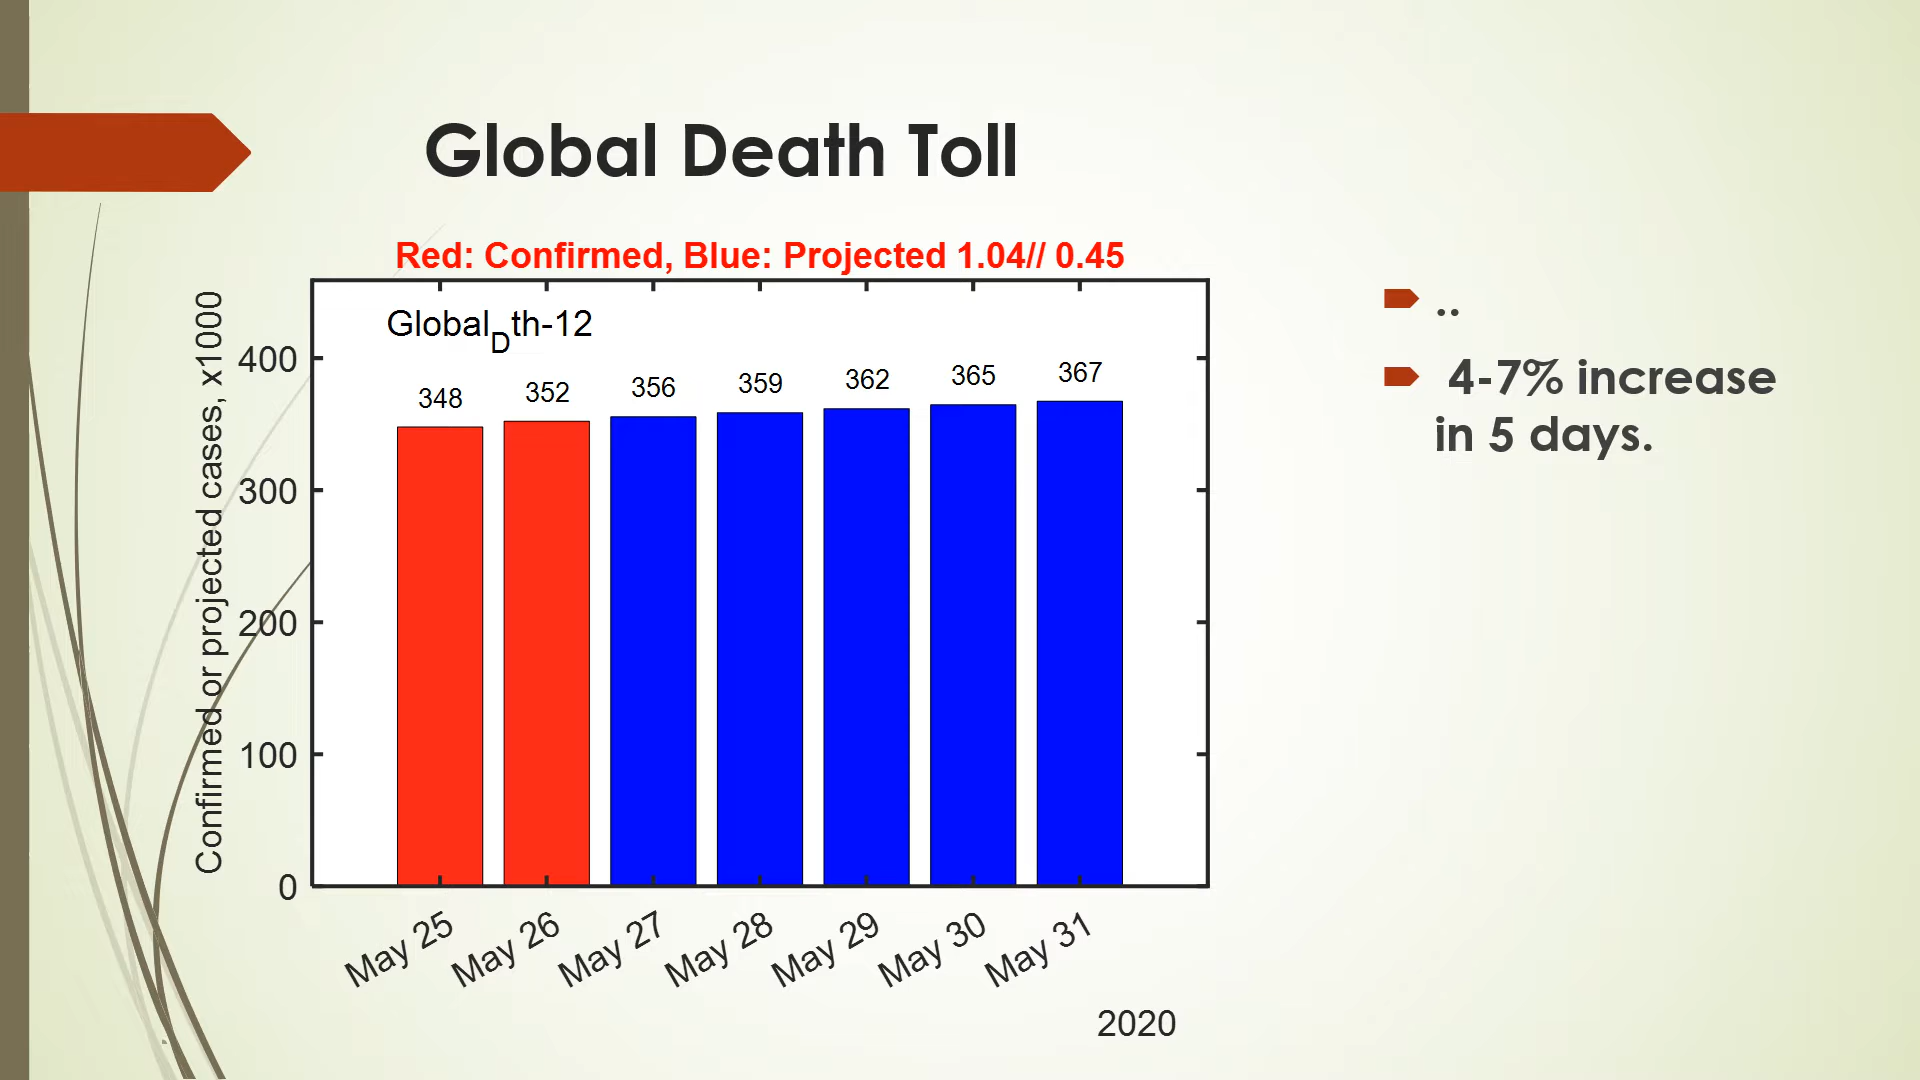 Global Death Toll
Red: Confirmed, Blue: Projected 1.04// 0.45
Confirmed or projected cases, x1000
GlobalDth-12
400
300
200
100
0
348
352
356
359
362
365
367
May 25
May 26
May 27
May 28
May 29
May 30
May 31
2020
..
4-7% increase
in 5 days.